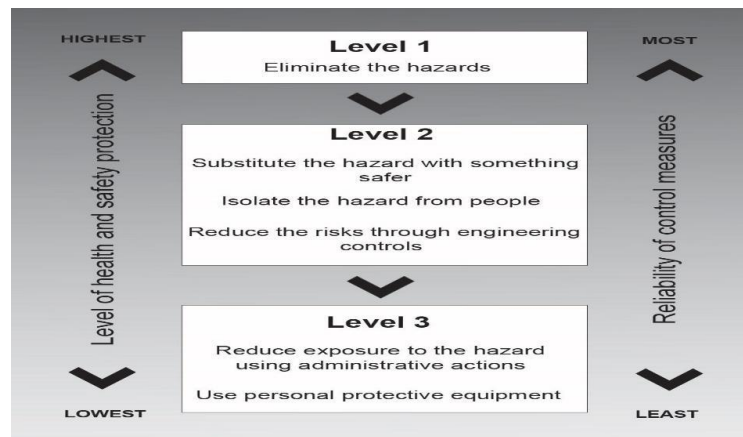 HIGHEST
Level of health and safety protection
LOWEST
Level 1
Eliminate the hazards
Level 2
Substitute the hazard with something
safer
Isolate the hazard from people
Reduce the risks through engineering
controls
Level 3
Reduce exposure to the hazard
using administrative actions
Use personal protective equipment
MOST
Reliability of control measures
LEAST